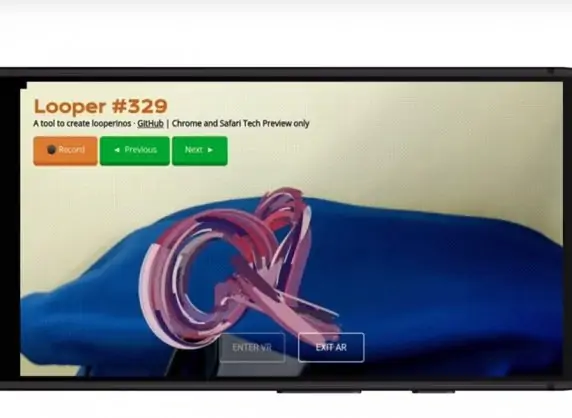 Looper #329
A tool to create looperinos · GitHub | Chrome and Safari Tech Preview only
Record
◄ Previous
Next ►
ENTER VR
EXIT AR